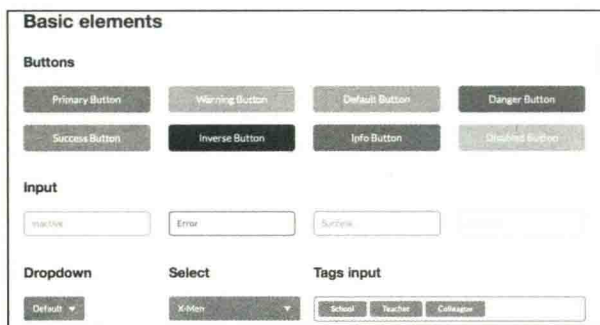 Basic elements
Buttons
Primary Button Warning Button Default Button Danger Button
Success Button Inverse Button Info Button Disabled Button
Input
Inactive Error Success
Dropdown Select Tags input
Default X-Men School Teacher Colleague